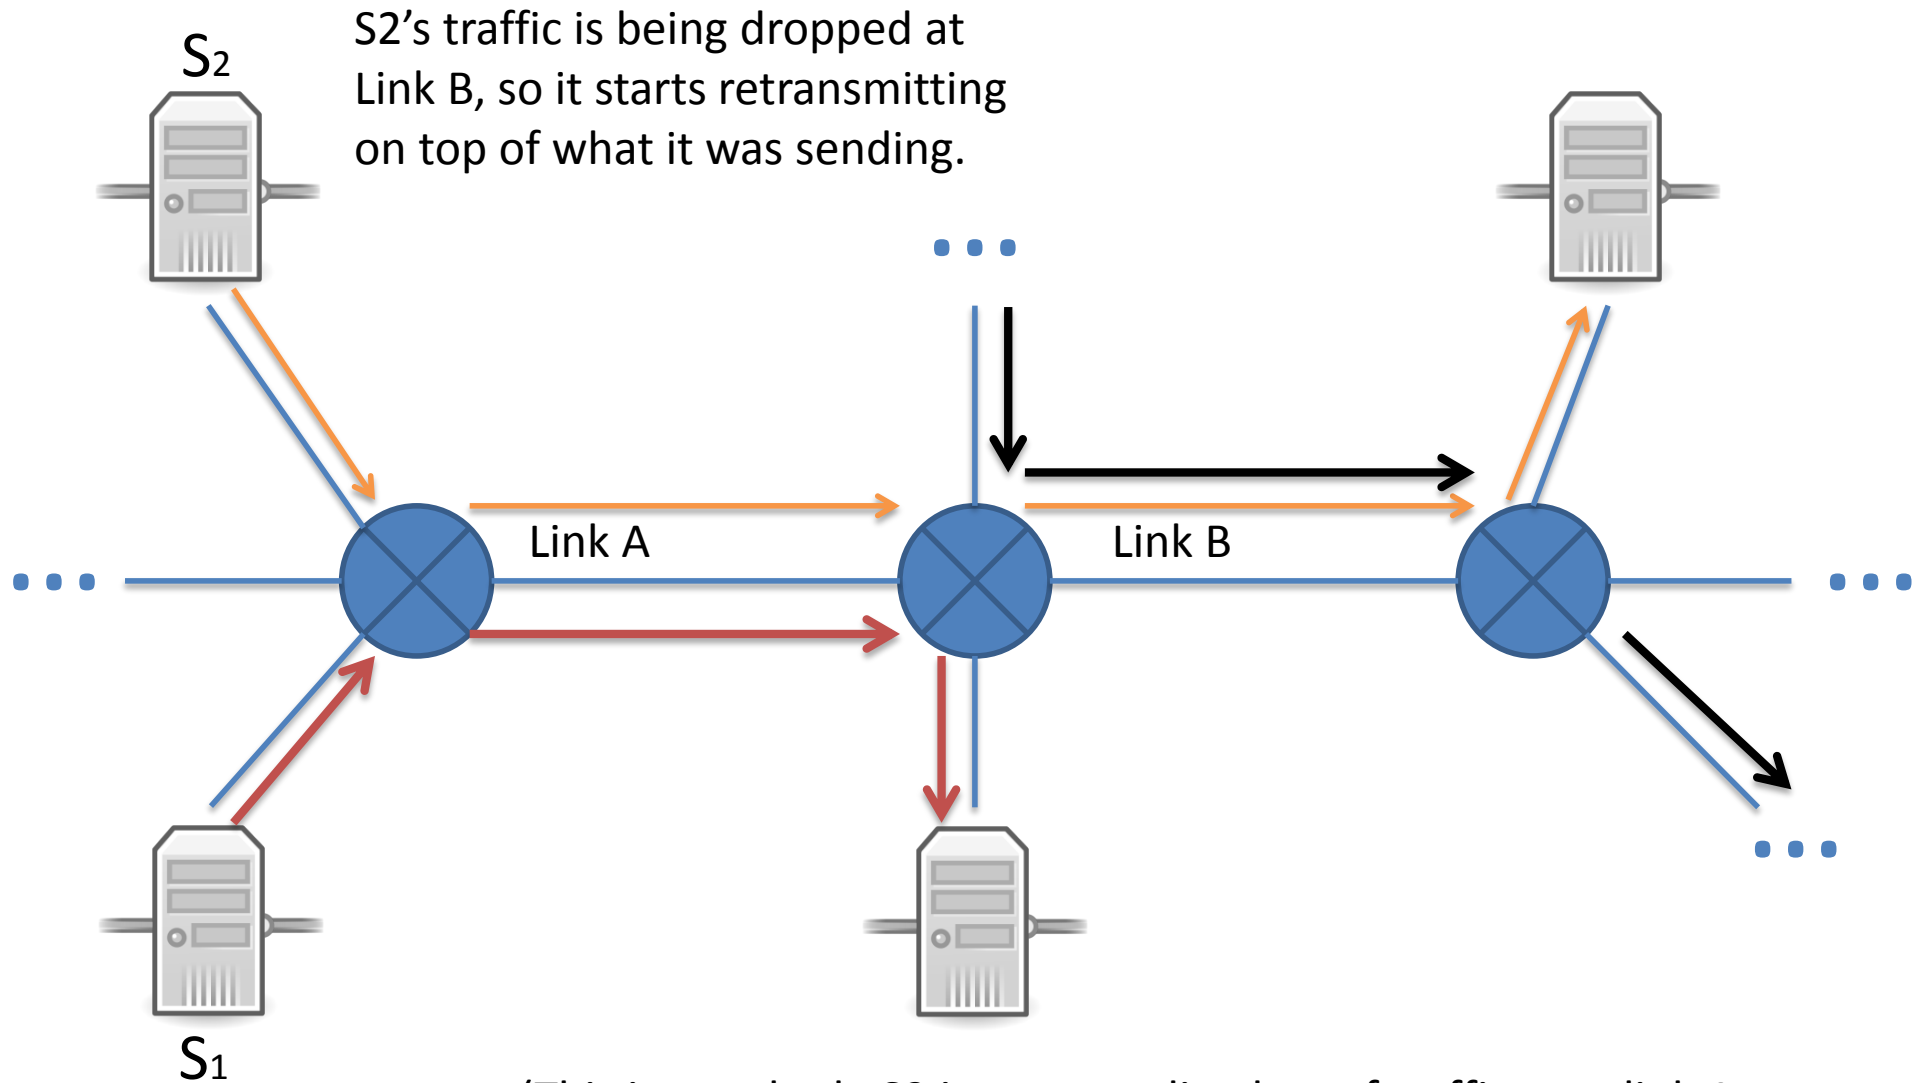 S2
S2's traffic is being dropped at
Link B, so it starts retransmitting
on top of what it was sending.
Link A
Link B
S1